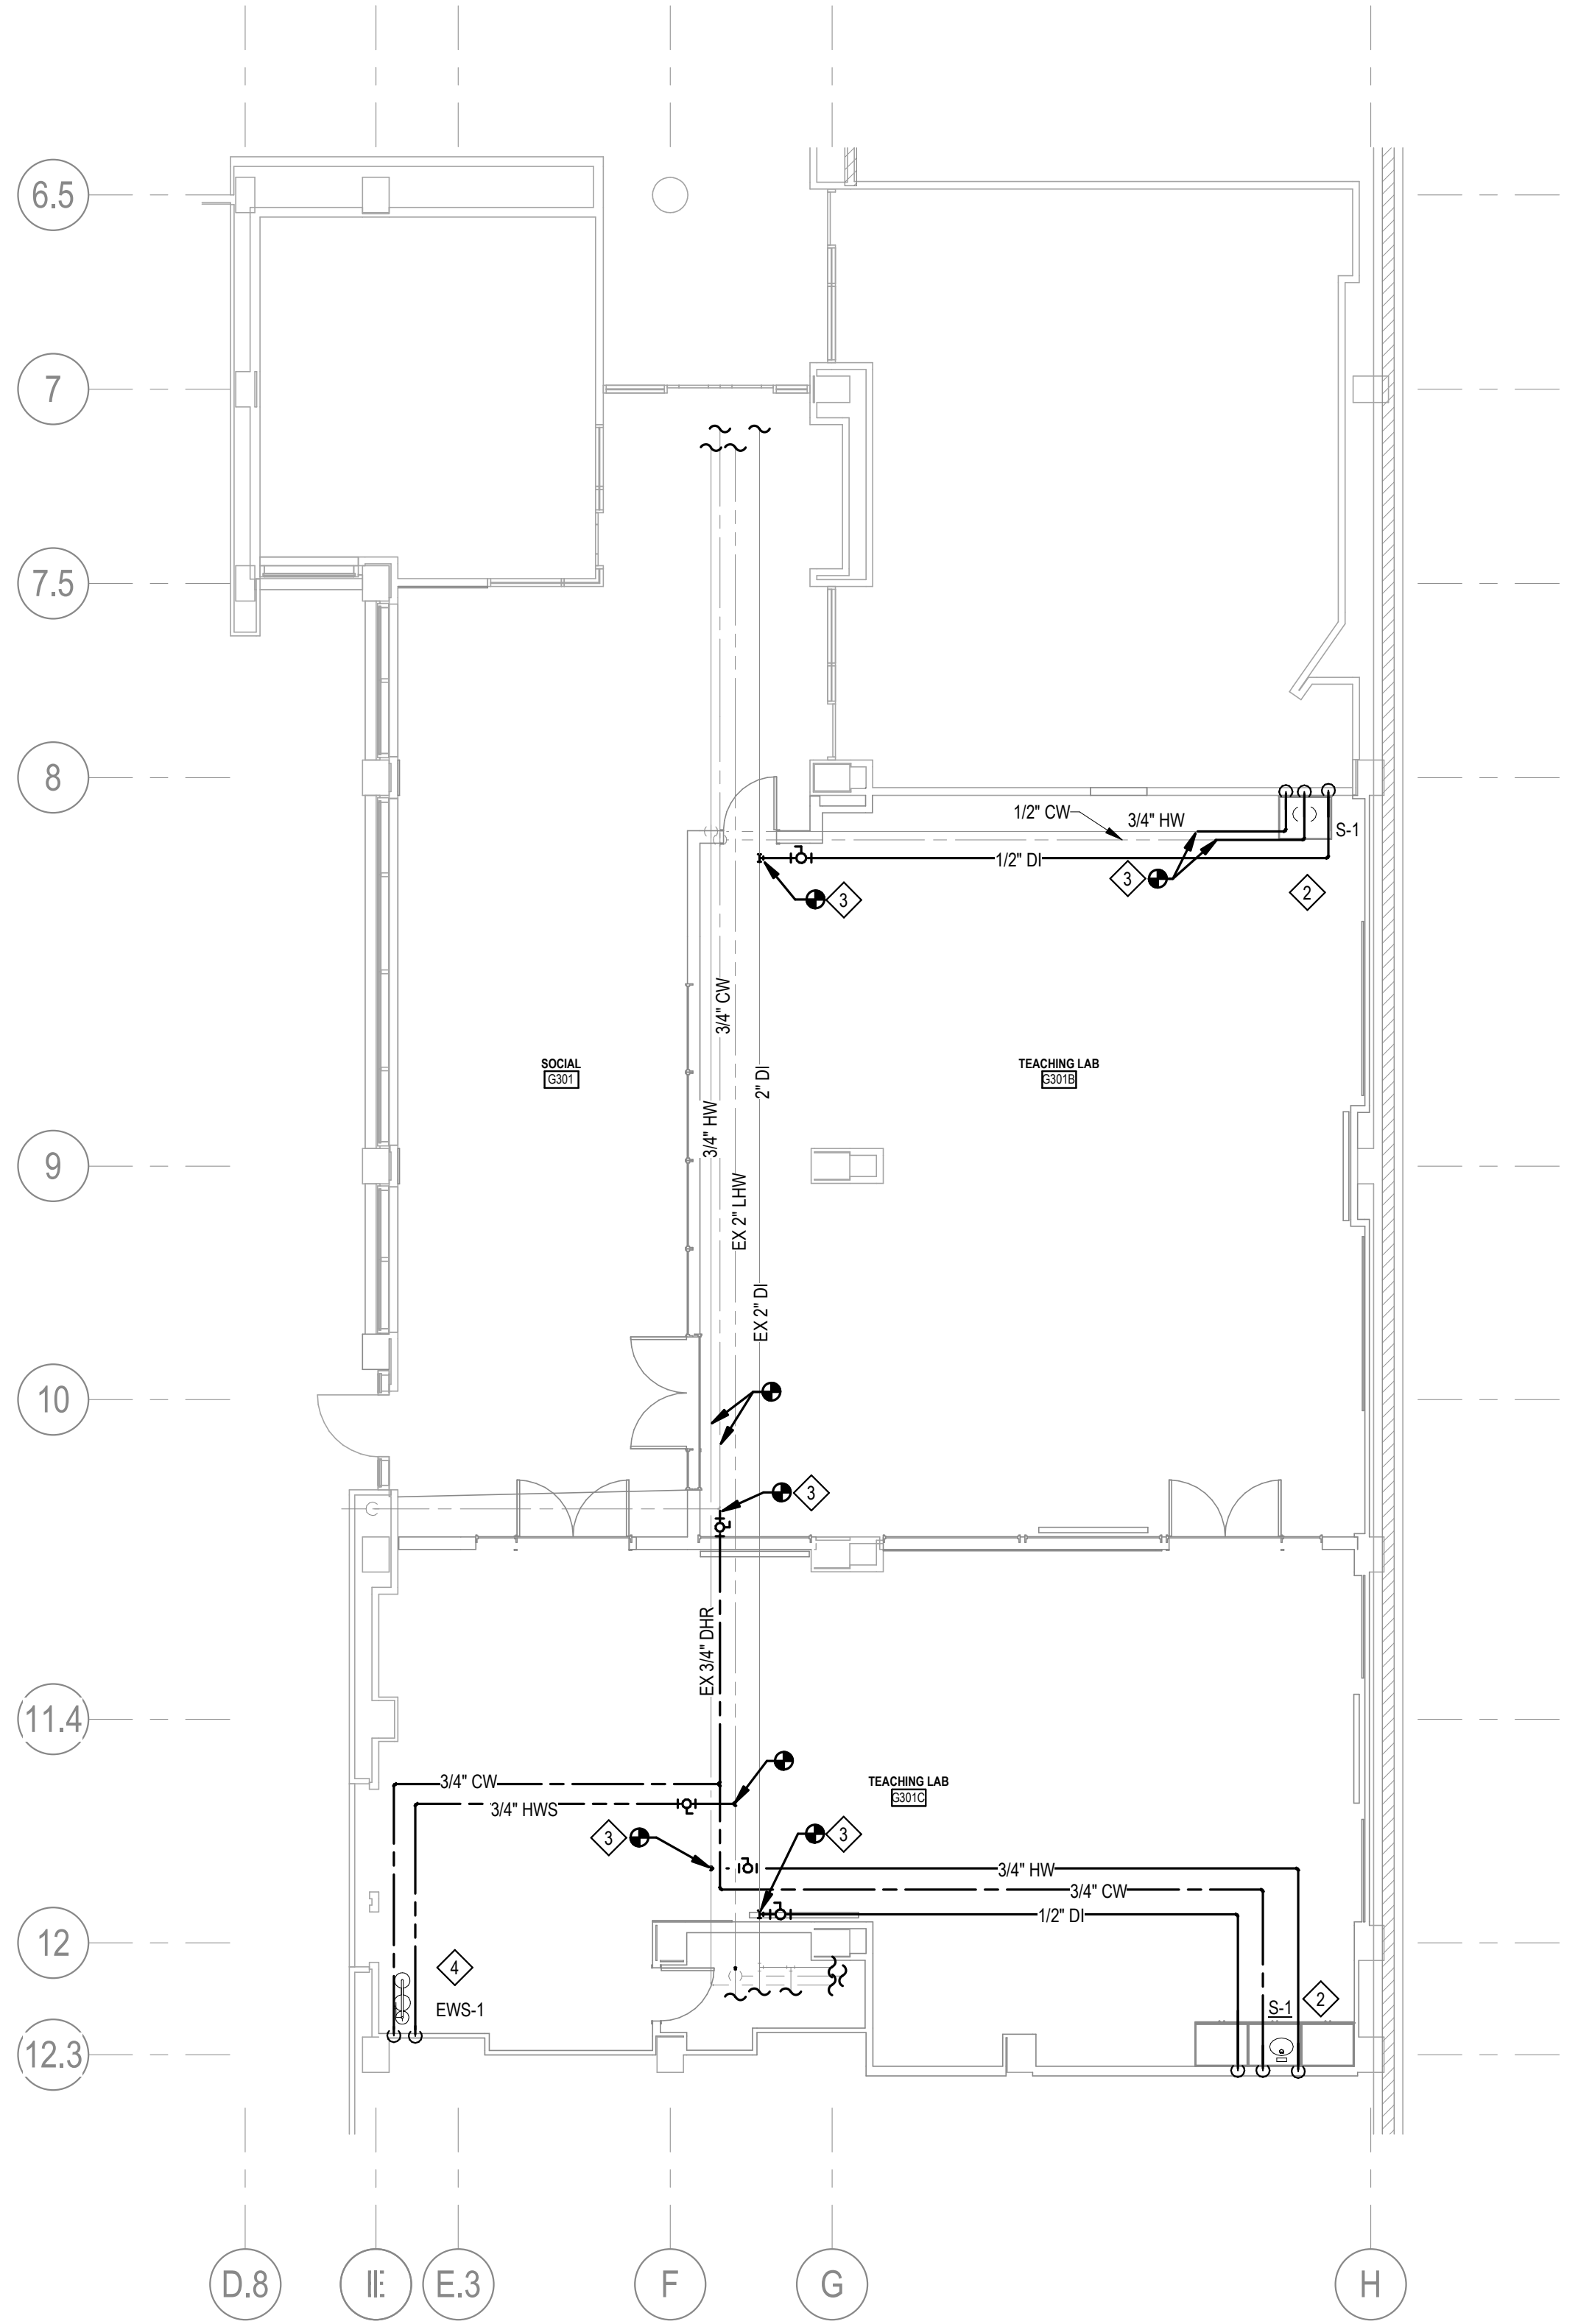 6.5
7
7.5
8
1/2" CW
3/4" HW
S-1
1/2" DI
3
3
2
3/4" CW
SOCIAL
G301
TEACHING LAB
G301B
2" DI
3/4" HW
9
EX 2" LHW
EX 2" DI
10
3
EX 3/4" DHR
11.4
3/4" CW
TEACHING LAB
G301C
3/4" HWS
3
3
3/4" HW
3/4" CW
1/2" DI
12
4
EWS-1
S-1
2
12.3
D.8
E.3
F
G
H